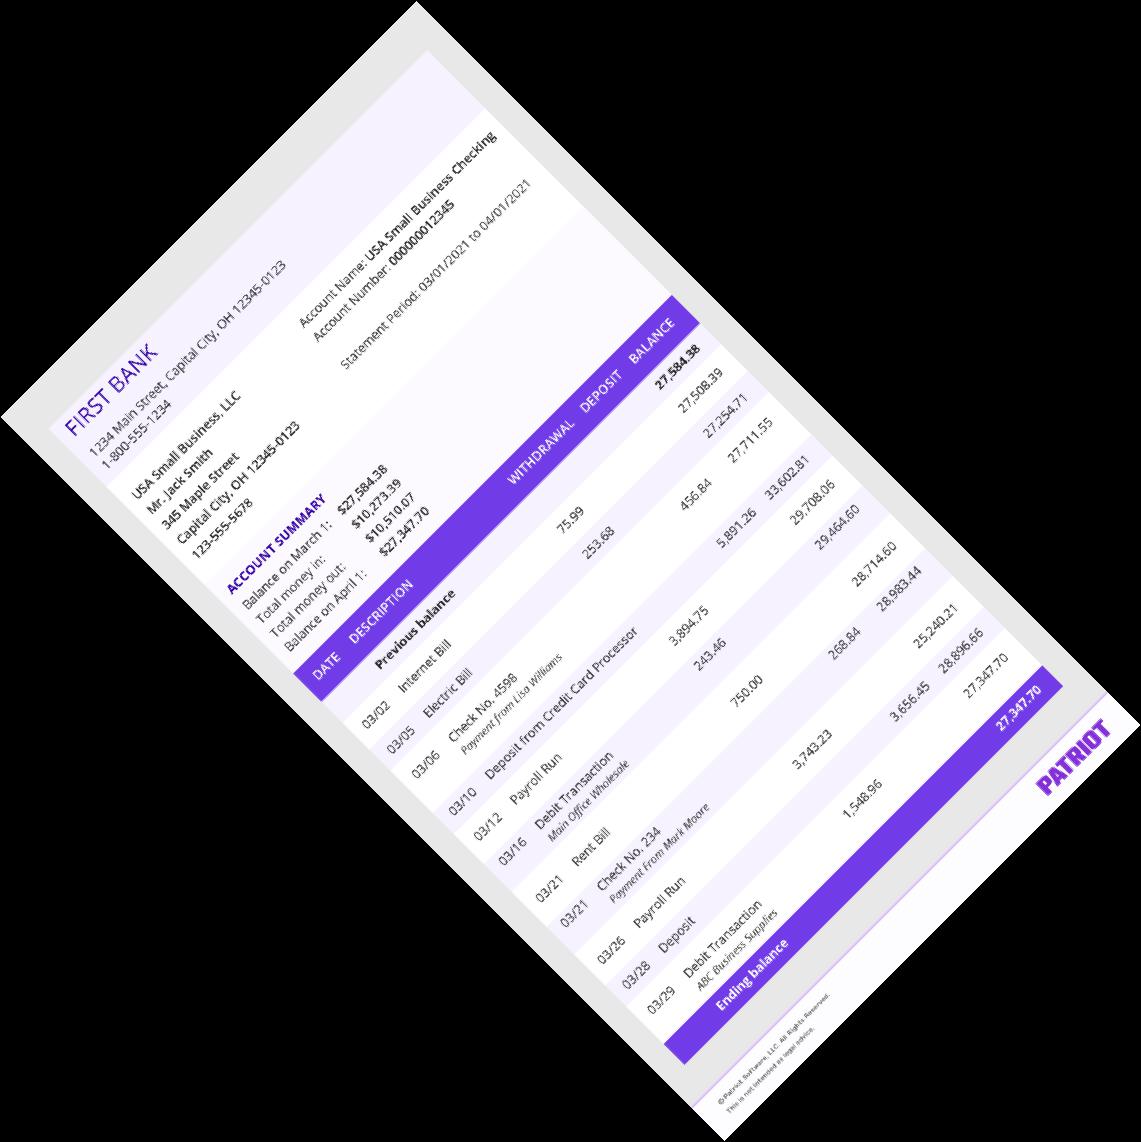 FIRST BANK
1234 Main Street, Capital City, OH 12345-0123
1-800-555-1234
USA Small Business, LLC
Mr. Jack Smith
345 Maple Street
Capital City, OH 12345-0123
123-555-5678
Account Name: USA Small Business Checking
Account Number: 000000012345
Statement Period: 03/01/2021 to 04/01/2021
ACCOUNT SUMMARY
Balance on March 1: $27,584.38
Total money in: $10,273.39
Total money out: $10,510.07
Balance on April 1: $27,347.70
DATE DESCRIPTION WITHDRAWAL DEPOSIT BALANCE
Previous balance 27,584.38
03/02 Internet Bill 75.99 27,508.39
03/05 Electric Bill 253.68 27,254.71
03/06 Check No. 4598 456.84 27,711.55
Payment from Lisa Williams
03/10 Deposit from Credit Card Processor 5,891.26 33,602.81
03/12 Payroll Run 3,894.75 29,708.06
03/16 Debit Transaction 243.46 29,464.60
Main Office Wholesale
03/21 Rent Bill 750.00 28,714.60
03/21 Check No. 234 268.84 28,983.44
Payment From Mark Moore
03/26 Payroll Run 3,743.23 25,240.21
03/28 Deposit 3,656.45 28,896.66
03/29 Debit Transaction 1,548.96 27,347.70
ABC Business Supplies
Ending balance 27,347.70
© Patriot Software, LLC. All Rights Reserved.
This is not intended as legal advice.
PATRIOT